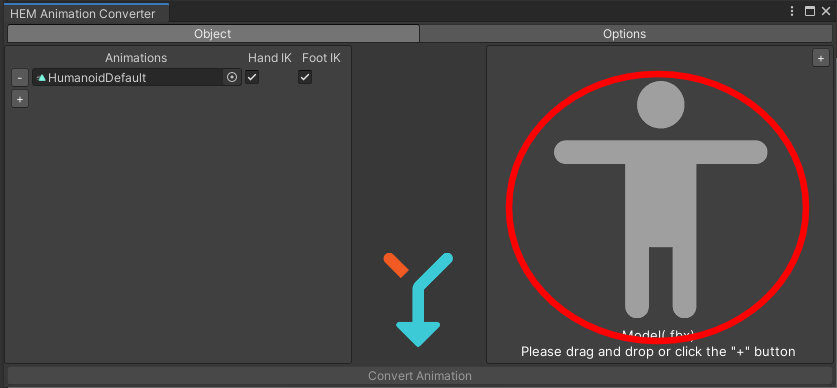 HEM Animation Converter
Object
Options
Animations Hand IK Foot IK
- HumanoidDefault
+
+
Model(.fbx)
Please drag and drop or click the "+" button
Convert Animation